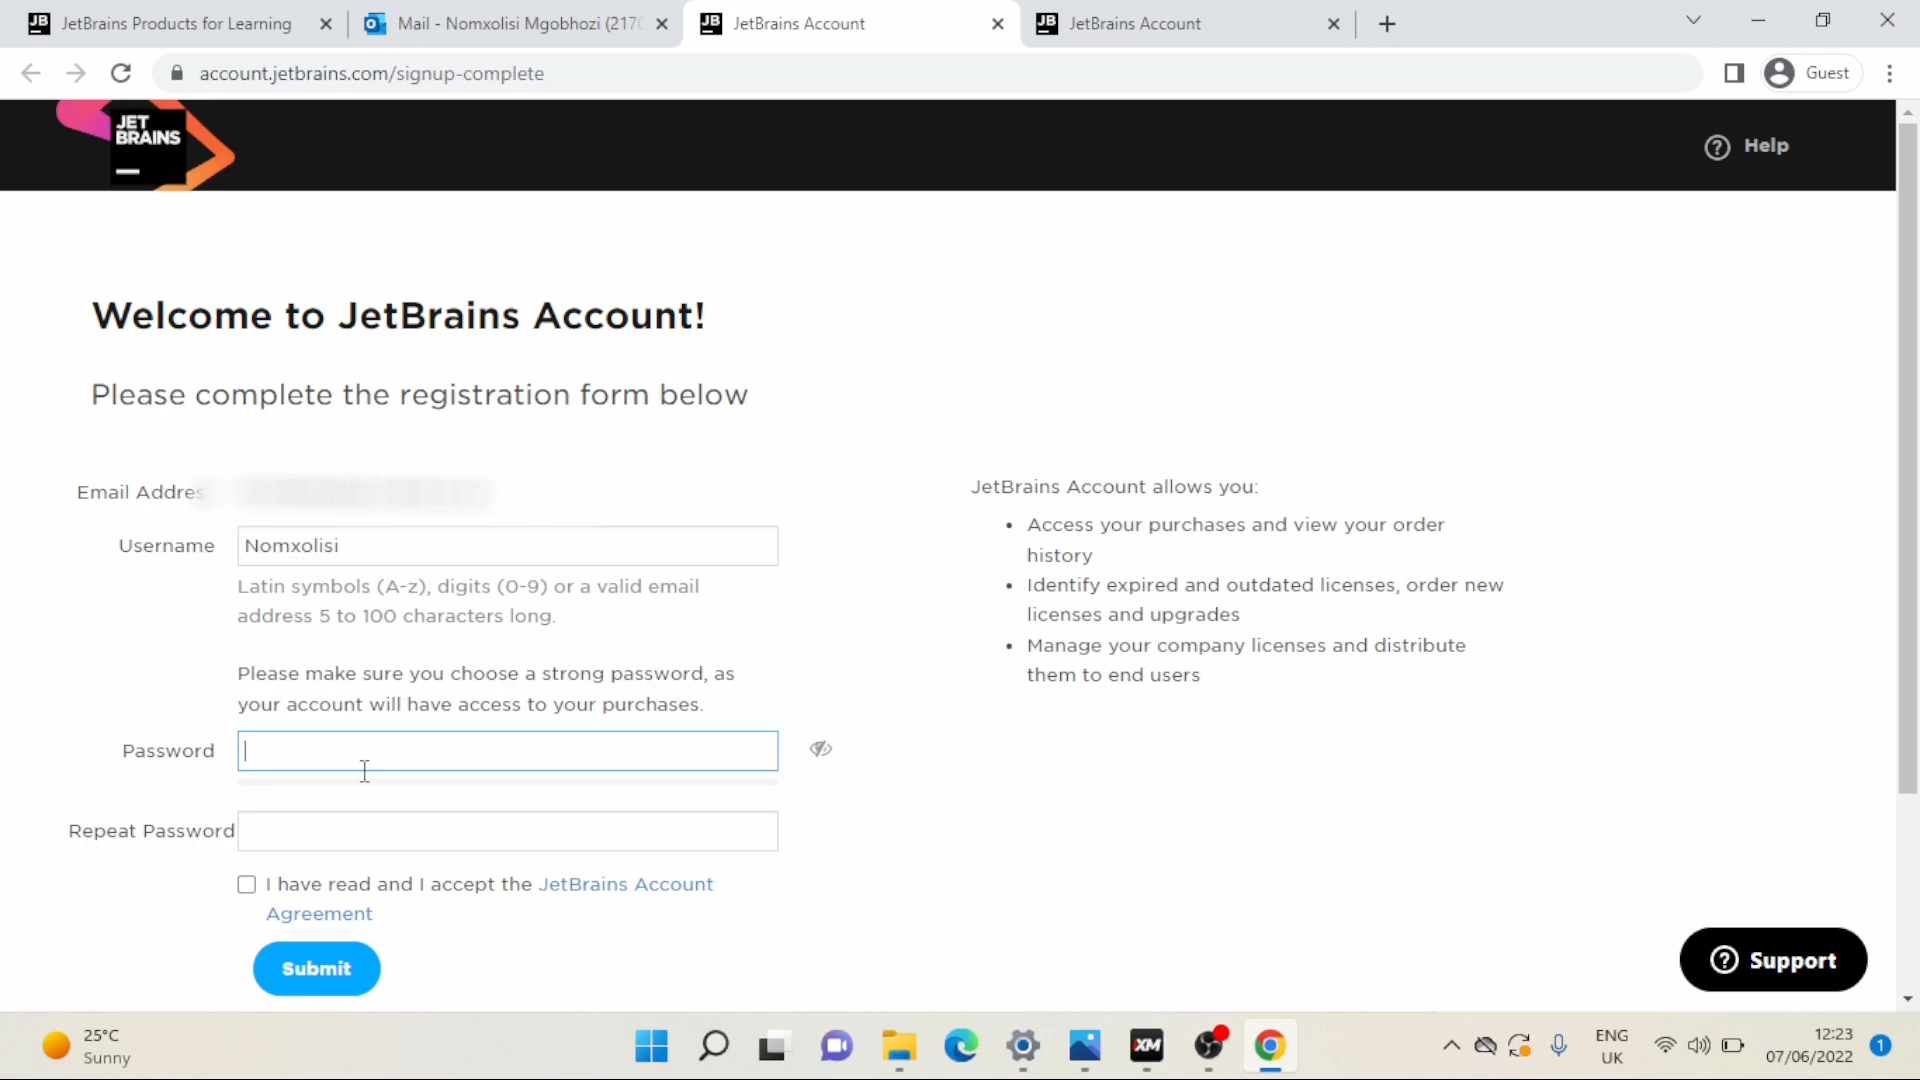 JetBrains Products for Learning
Mail - Nomxolisi Mgobhozi (217
JetBrains Account
JetBrains Account
account.jetbrains.com/signup-complete
Guest
JET
BRAINS
Help
Welcome to JetBrains Account!
Please complete the registration form below
Email Addres
Username
Nomxolisi
Latin symbols (A-z), digits (0-9) or a valid email
address 5 to 100 characters long.
Please make sure you choose a strong password, as
your account will have access to your purchases.
Password
Repeat Password
I have read and I accept the JetBrains Account
Agreement
Submit
JetBrains Account allows you:
• Access your purchases and view your order
history
• Identify expired and outdated licenses, order new
licenses and upgrades
• Manage your company licenses and distribute
them to end users
Support
25°C
Sunny
XM
ENG
UK
12:23
07/06/2022
1